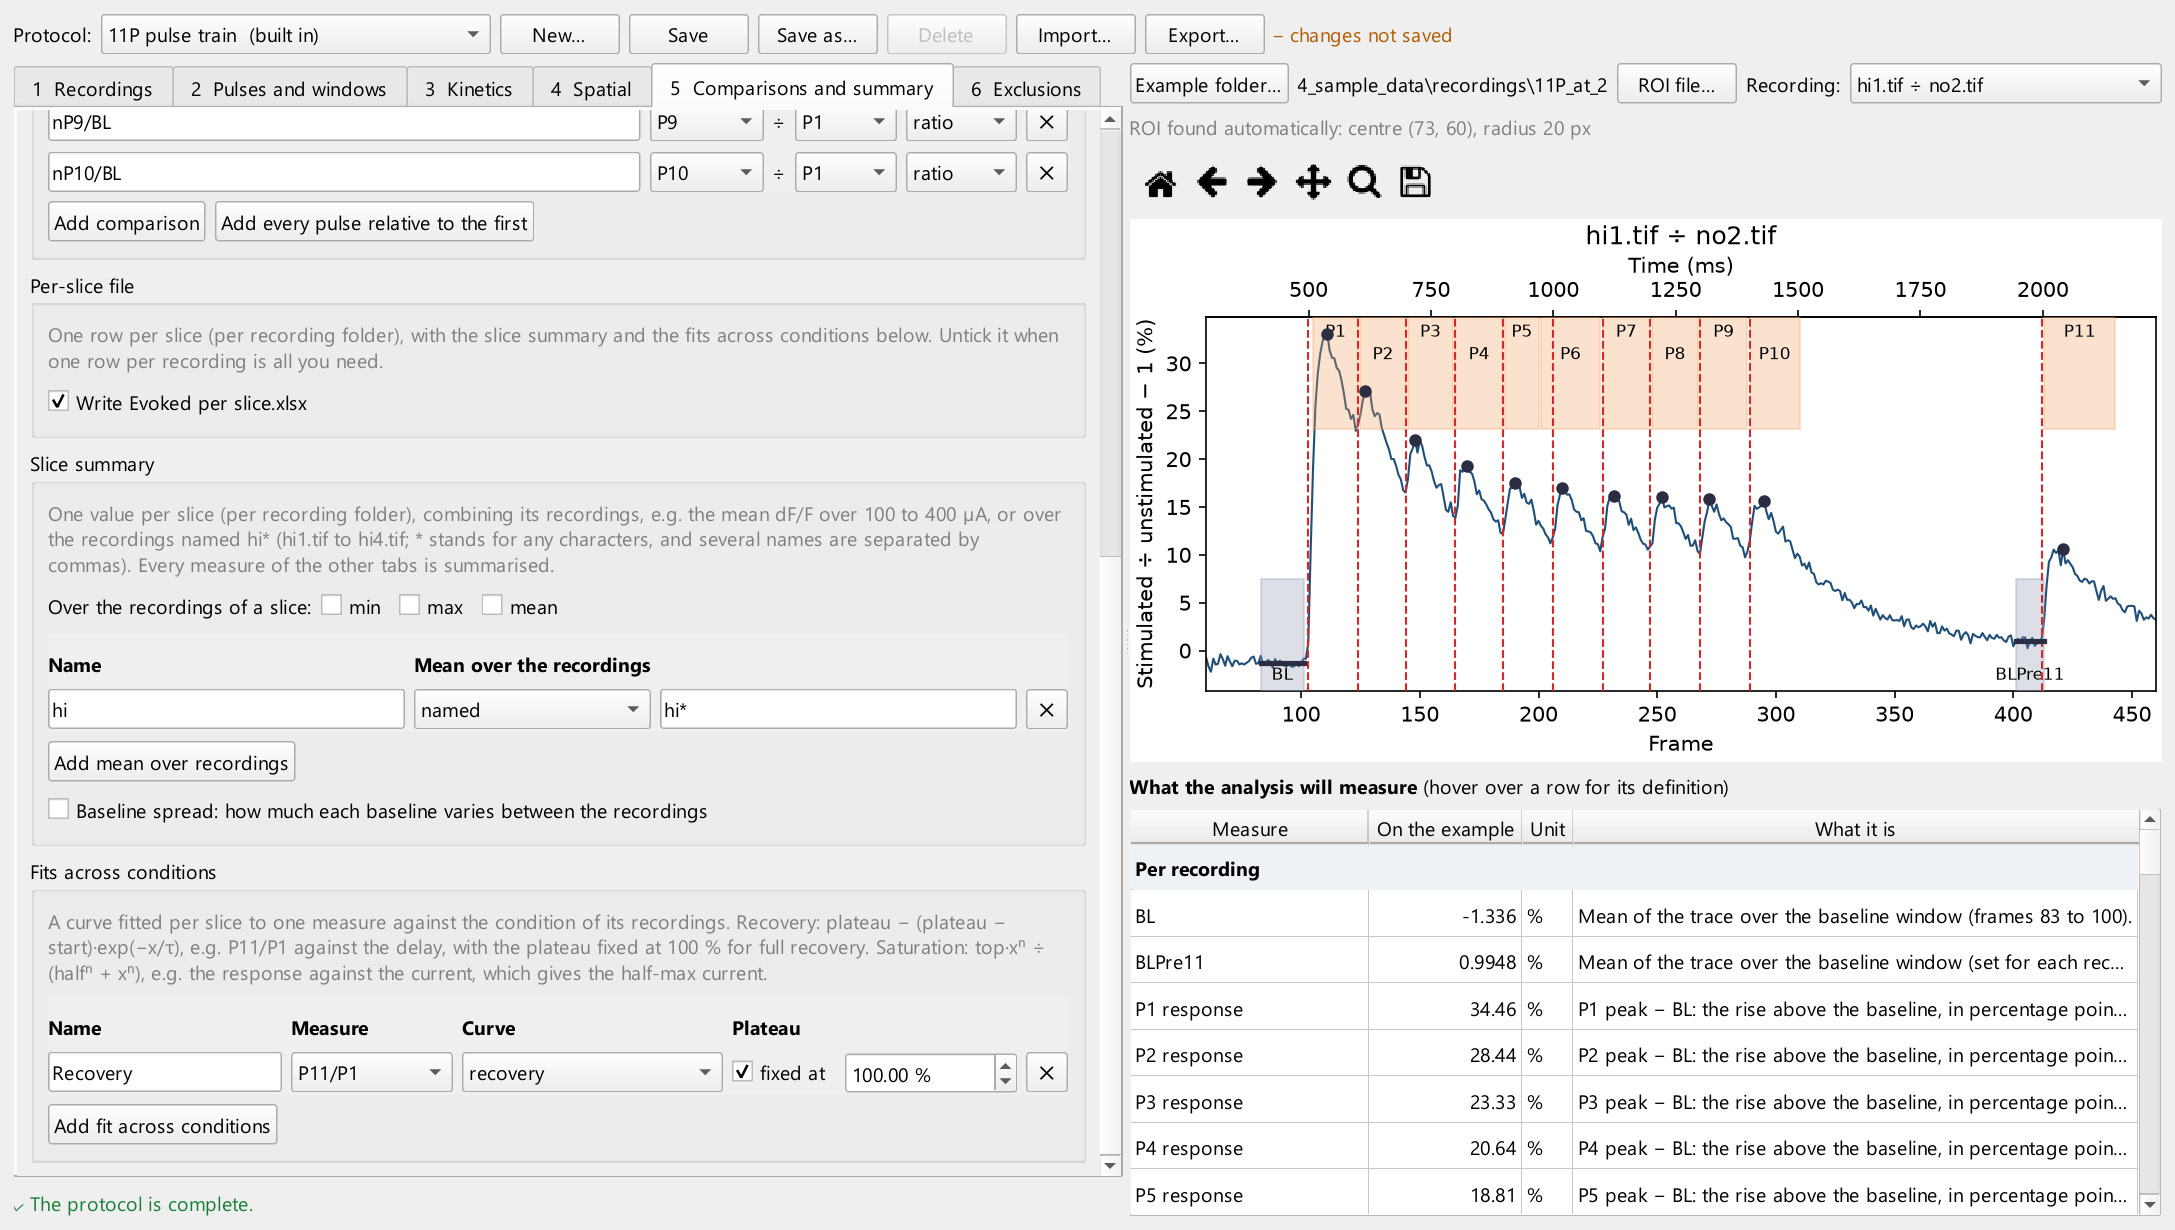 Protocol: 11P pulse train (built in) New... Save Save as... Delete Import... Export... – changes not saved
1 Recordings 2 Pulses and windows 3 Kinetics 4 Spatial 5 Comparisons and summary 6 Exclusions
nP9/BL P9 ÷ P1 ratio ✕
nP10/BL P10 ÷ P1 ratio ✕
Add comparison Add every pulse relative to the first
Per-slice file
One row per slice (per recording folder), with the slice summary and the fits across conditions below. Untick it when
one row per recording is all you need.
Write Evoked per slice.xlsx
Slice summary
One value per slice (per recording folder), combining its recordings, e.g. the mean dF/F over 100 to 400 µA, or over
the recordings named hi* (hi1.tif to hi4.tif; * stands for any characters, and several names are separated by
commas). Every measure of the other tabs is summarised.
Over the recordings of a slice: min max mean
Name Mean over the recordings
hi named hi* ✕
Add mean over recordings
Baseline spread: how much each baseline varies between the recordings
Fits across conditions
A curve fitted per slice to one measure against the condition of its recordings. Recovery: plateau − (plateau −
start)·exp(−x/τ), e.g. P11/P1 against the delay, with the plateau fixed at 100 % for full recovery. Saturation: top·xⁿ ÷
(halfⁿ + xⁿ), e.g. the response against the current, which gives the half-max current.
Name Measure Curve Plateau
Recovery P11/P1 recovery fixed at 100.00 % ✕
Add fit across conditions
✓ The protocol is complete.
Example folder... 4_sample_data\recordings\11P_at_2 ROI file... Recording: hi1.tif ÷ no2.tif
ROI found automatically: centre (73, 60), radius 20 px
hi1.tif ÷ no2.tif
Time (ms)
500 750 1000 1250 1500 1750 2000
Stimulated ÷ unstimulated − 1 (%)
30
25
20
15
10
5
0
P1 P3 P5 P7 P9 P11
P2 P4 P6 P8 P10
BL BLPre11
100 150 200 250 300 350 400 450
Frame
What the analysis will measure (hover over a row for its definition)
Measure On the example Unit What it is
Per recording
BL -1.336 % Mean of the trace over the baseline window (frames 83 to 100).
BLPre11 0.9948 % Mean of the trace over the baseline window (set for each rec...
P1 response 34.46 % P1 peak − BL: the rise above the baseline, in percentage poin...
P2 response 28.44 % P2 peak − BL: the rise above the baseline, in percentage poin...
P3 response 23.33 % P3 peak − BL: the rise above the baseline, in percentage poin...
P4 response 20.64 % P4 peak − BL: the rise above the baseline, in percentage poin...
P5 response 18.81 % P5 peak − BL: the rise above the baseline, in percentage poin...